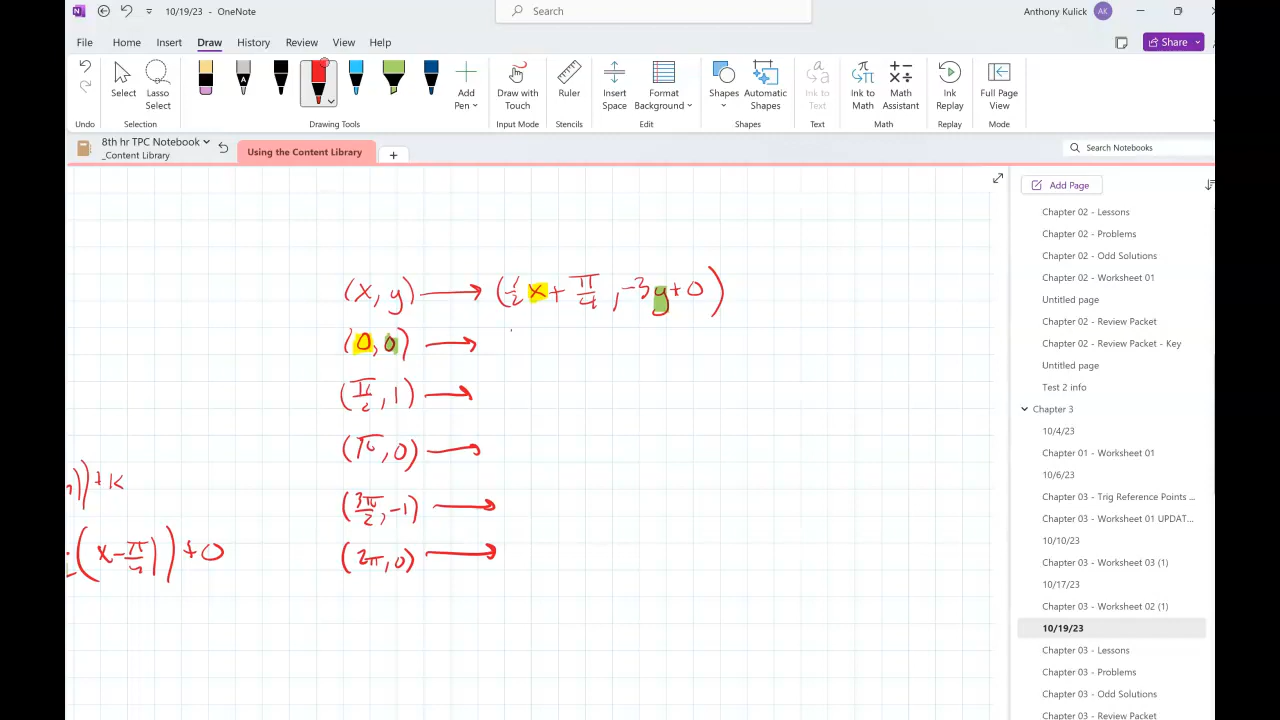 10/19/23 - OneNote
Search
Anthony Kulick AK
File Home Insert Draw History Review View Help
Share
Undo
Select
Lasso Select
Selection
Drawing Tools
Add Pen
Draw with Touch
Input Mode
Ruler
Stencils
Insert Space
Format Background
Edit
Shapes
Automatic Shapes
Shapes
Ink to Text
Text
Ink to Math
Math Assistant
Math
Ink Replay
Replay
Full Page View
Mode
8th hr TPC Notebook
_Content Library
Using the Content Library
+
Search Notebooks
(x, y) → (1/2 x + π/4, -3y+0)
(0, 0) →
(π/2, 1) →
(π, 0) →
(3π/2, -1) →
(2π, 0) →
)) + K
(x - π/4)) + 0
Add Page
Chapter 02 - Lessons
Chapter 02 - Problems
Chapter 02 - Odd Solutions
Chapter 02 - Worksheet 01
Untitled page
Chapter 02 - Review Packet
Chapter 02 - Review Packet - Key
Untitled page
Test 2 info
Chapter 3
10/4/23
Chapter 01 - Worksheet 01
10/6/23
Chapter 03 - Trig Reference Points ...
Chapter 03 - Worksheet 01 UPDAT...
10/10/23
Chapter 03 - Worksheet 03 (1)
10/17/23
Chapter 03 - Worksheet 02 (1)
10/19/23
Chapter 03 - Lessons
Chapter 03 - Problems
Chapter 03 - Odd Solutions
Chapter 03 - Review Packet